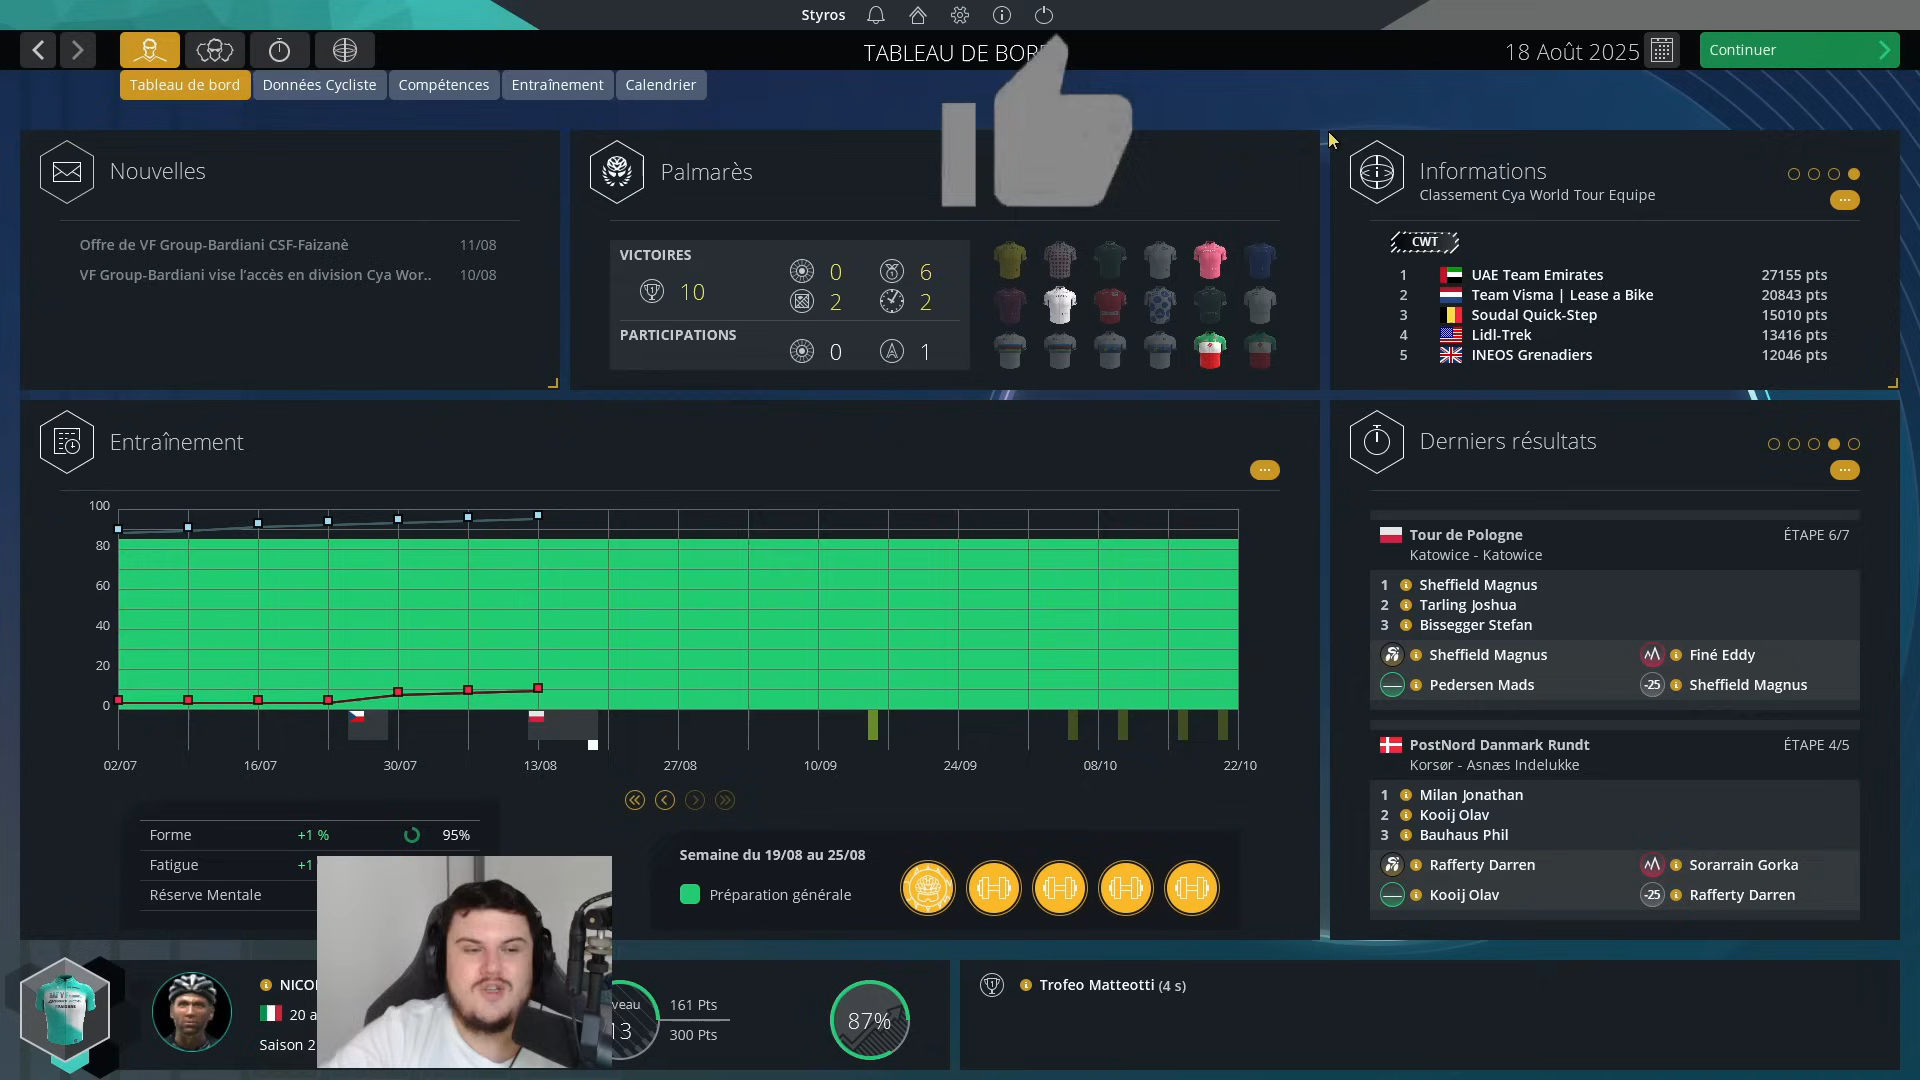 Styros
TABLEAU DE BORD
18 Août 2025
Continuer
Tableau de bord
Données Cycliste
Compétences
Entraînement
Calendrier
Nouvelles
Offre de VF Group-Bardiani CSF-Faizanè 11/08
VF Group-Bardiani vise l'accès en division Cya Wor.. 10/08
Palmarès
VICTOIRES
10
0
6
2
2
PARTICIPATIONS
0
1
Informations
Classement Cya World Tour Equipe
CWT
1 UAE Team Emirates 27155 pts
2 Team Visma | Lease a Bike 20843 pts
3 Soudal Quick-Step 15010 pts
4 Lidl-Trek 13416 pts
5 INEOS Grenadiers 12046 pts
Entraînement
100
80
60
40
20
0
02/07 16/07 30/07 13/08 27/08 10/09 24/09 08/10 22/10
Forme +1 % 95%
Fatigue +1
Réserve Mentale
Semaine du 19/08 au 25/08
Préparation générale
Derniers résultats
Tour de Pologne ÉTAPE 6/7
Katowice - Katowice
1 Sheffield Magnus
2 Tarling Joshua
3 Bissegger Stefan
Sheffield Magnus Finé Eddy
Pedersen Mads -25 Sheffield Magnus
PostNord Danmark Rundt ÉTAPE 4/5
Korsør - Asnæs Indelukke
1 Milan Jonathan
2 Kooij Olav
3 Bauhaus Phil
Rafferty Darren Sorarrain Gorka
Kooij Olav -25 Rafferty Darren
NICO
20 a
Saison 2
veau
13
161 Pts
300 Pts
87%
Trofeo Matteotti (4 s)